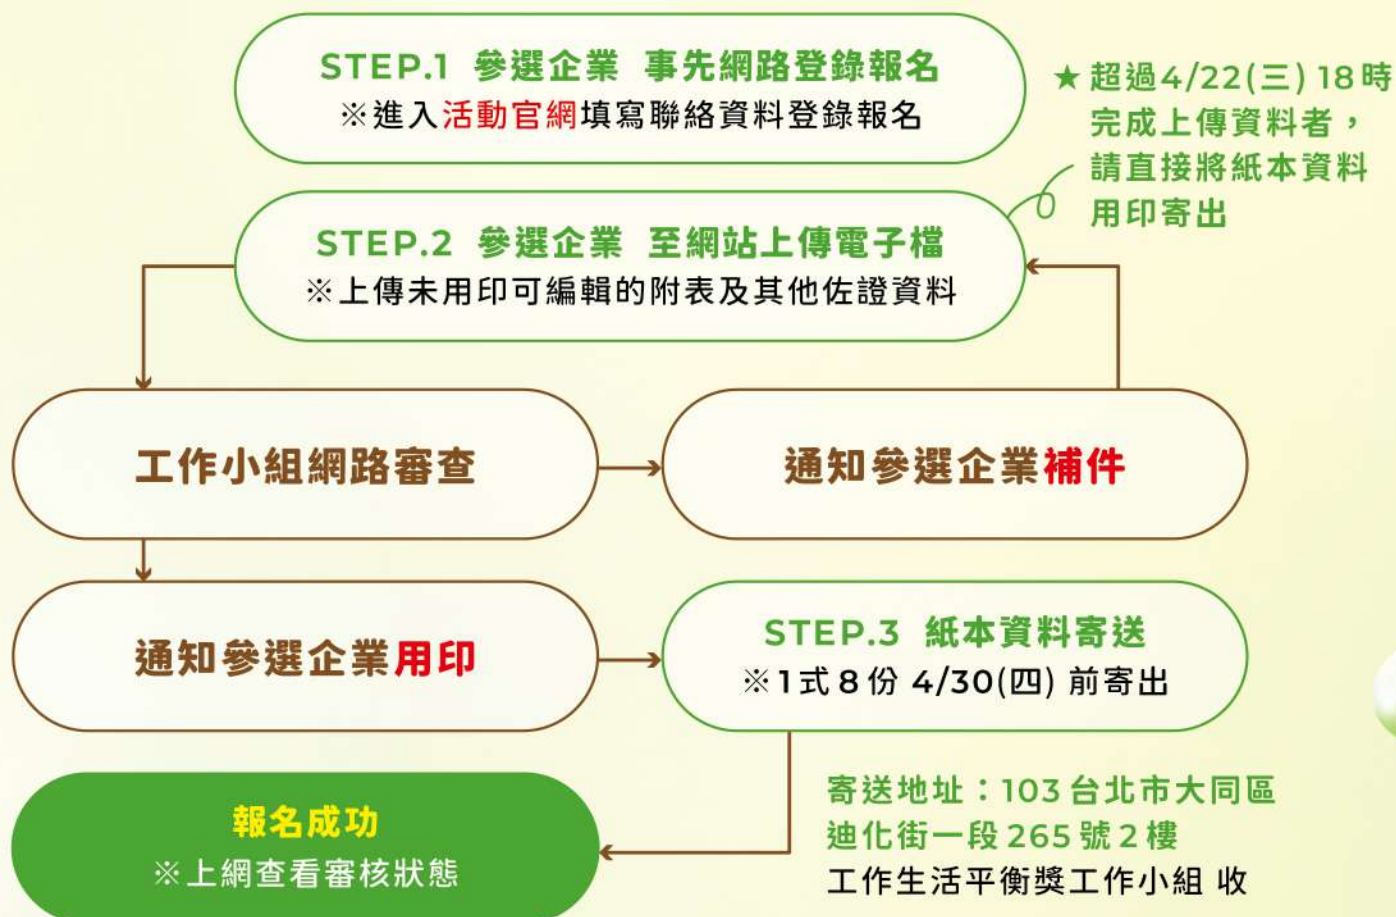 STEP.1 參選企業 事先網路登錄報名
※進入活動官網填寫聯絡資料登錄報名
★超過4/22(三) 18時
完成上傳資料者，
請直接將紙本資料
用印寄出
STEP.2 參選企業 至網站上傳電子檔
※上傳未用印可編輯的附表及其他佐證資料
工作小組網路審查
通知參選企業補件
通知參選企業用印
STEP.3 紙本資料寄送
※1式8份 4/30(四) 前寄出
報名成功
※上網查看審核狀態
寄送地址：103台北市大同區
迪化街一段265號2樓
工作生活平衡獎工作小組 收